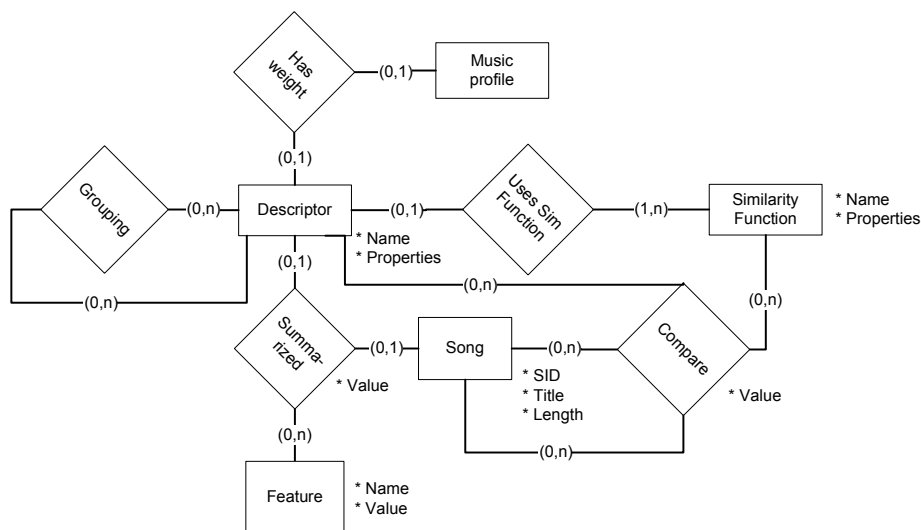 Has
weight
(0,1)
Music
profile
(0,1)
Grouping
(0,n)
Descriptor
(0,1)
Uses Sim
Function
(1,n)
Similarity
Function
* Name
* Properties
* Name
* Properties
(0,1)
(0,n)
(0,n)
(0,n)
Summa-
rized
(0,1)
Song
(0,n)
Compare
* Value
* SID
* Title
* Length
* Value
(0,n)
(0,n)
Feature
* Name
* Value